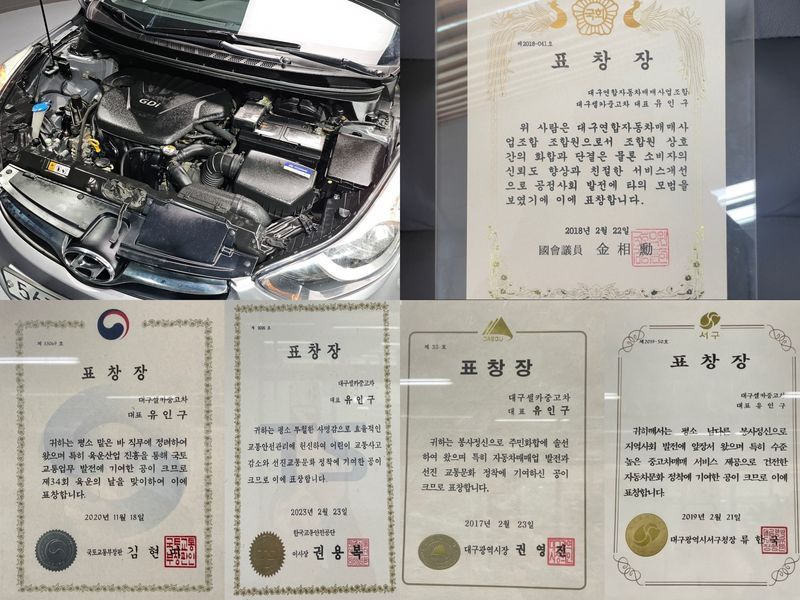 GDI
국회
제2018-041호
표 창 장
대구연합자동차매매사업조합
대구셀카중고차 대표 유 인 구
위 사람은 대구연합자동차매매사
업조합 조합원으로서 조합원 상호
간의 화합과 단결은 물론 소비자의
신뢰도 향상과 친절한 서비스개선
으로 공정사회 발전에 타의 모범을
보였기에 이에 표창합니다.
2018년 2월 22일
國會議員 金相勳
제 33069 호
표 창 장
대구셀카중고차
대표 유 인 구
귀하는 평소 맡은 바 직무에 정려하여
왔으며 특히 육운산업 진흥을 통해 국토
교통업무 발전에 기여한 공이 크므로
제34회 육운의 날을 맞이하여 이에
표창합니다.
2020년 11월 18일
국토교통부장관 김 현
표 창 장
대구셀카중고차
대표 유 인 구
귀하는 평소 투철한 사명감으로 효율적인
교통안전관리에 헌신하여 어린이 교통사고
감소와 선진교통문화 정착에 기여한 공이
크므로 이에 표창합니다.
2023년 2월 23일
한국교통안전공단
이사장 권 용 복
DAEGU
제 33 호
표 창 장
대구셀카중고차
대표 유 인 구
귀하는 봉사정신으로 주민화합에 솔선
하여 왔으며 특히 자동차매매업 발전과
선진 교통문화 정착에 기여하신 공이
크므로 표창합니다.
2017년 2월 23일
대구광역시장 권 영 진
서구
제2019-50호
표 창 장
대구셀카중고차
대표 유 인 구
귀하께서는 평소 남다른 봉사정신으로
지역사회 발전에 앞장서 왔으며 특히 수준
높은 중고차매매 서비스 제공으로 건전한
자동차문화 정착에 기여한 공이 크므로 이에
표창합니다.
2019년 2월 21일
대구광역시서구청장 류 한 국